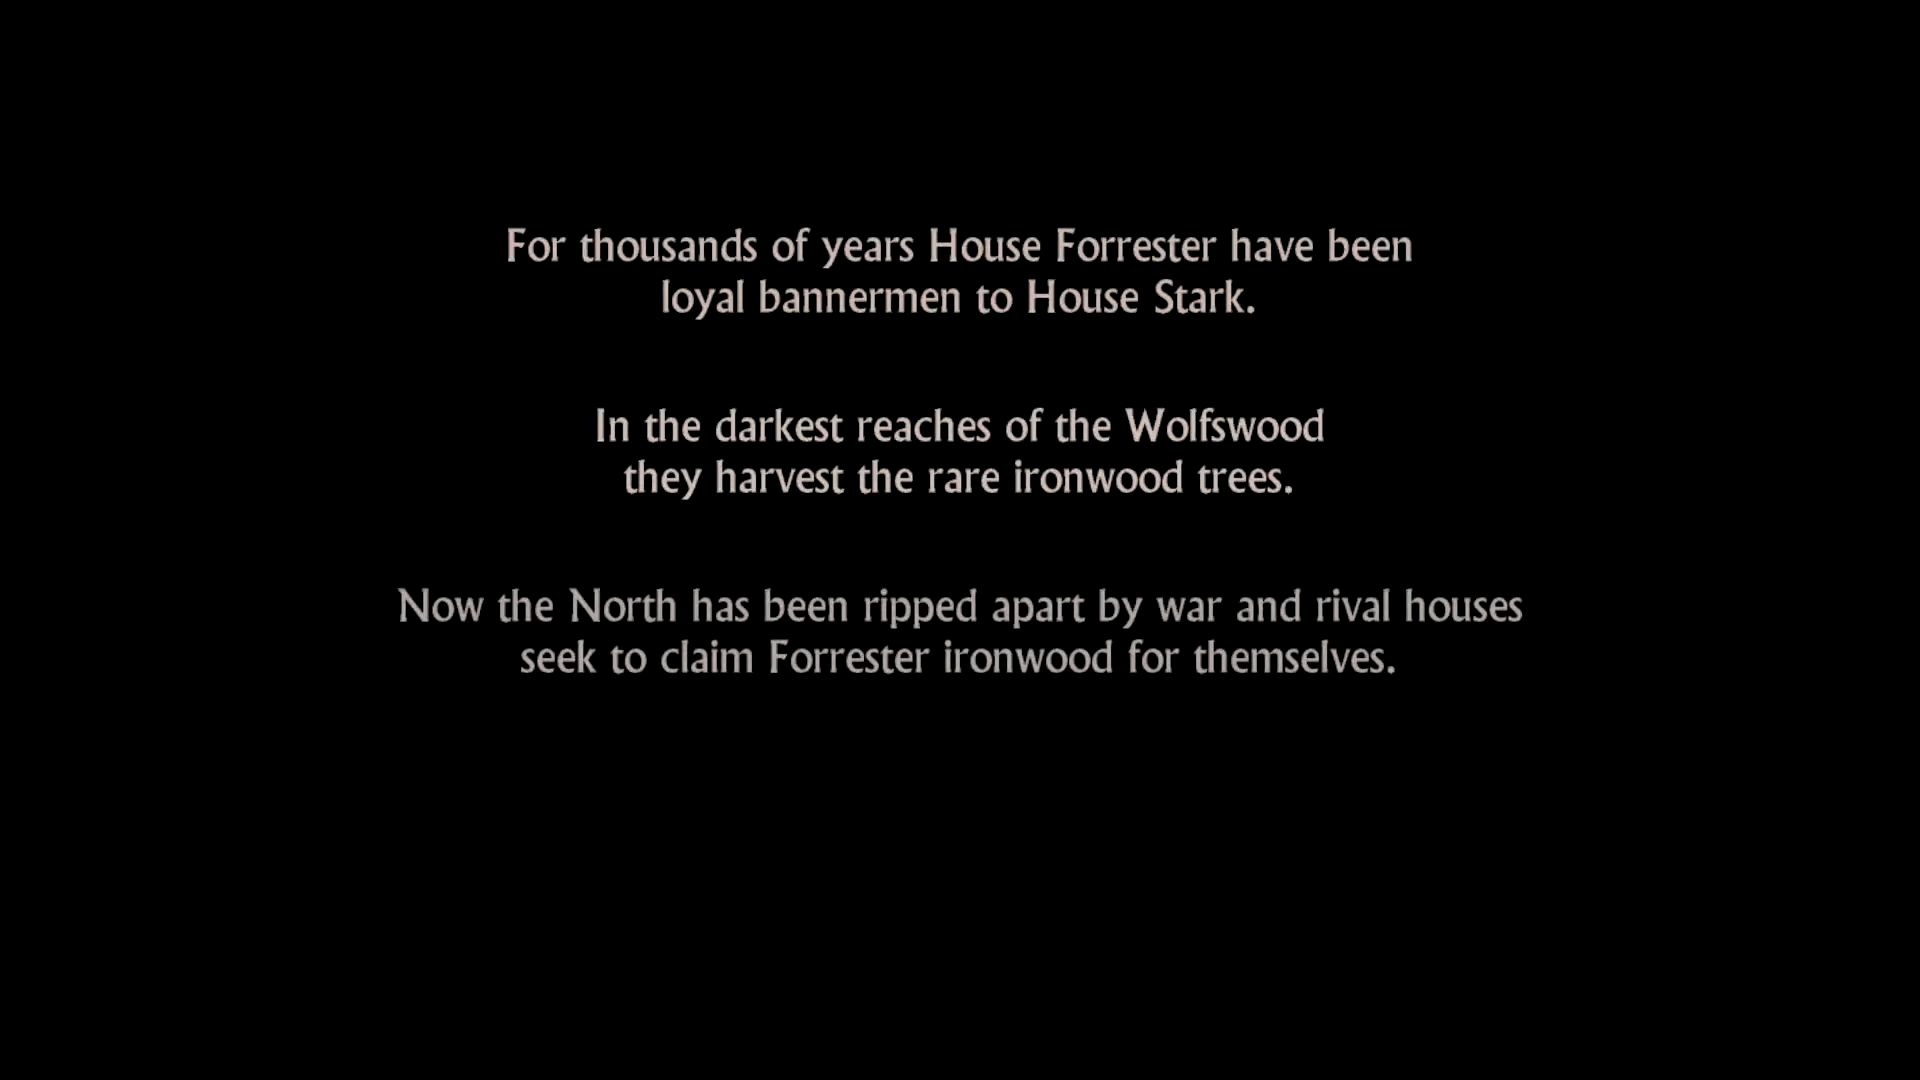 For thousands of years House Forrester have been
loyal bannermen to House Stark.
In the darkest reaches of the Wolfswood
they harvest the rare ironwood trees.
Now the North has been ripped apart by war and rival houses
seek to claim Forrester ironwood for themselves.